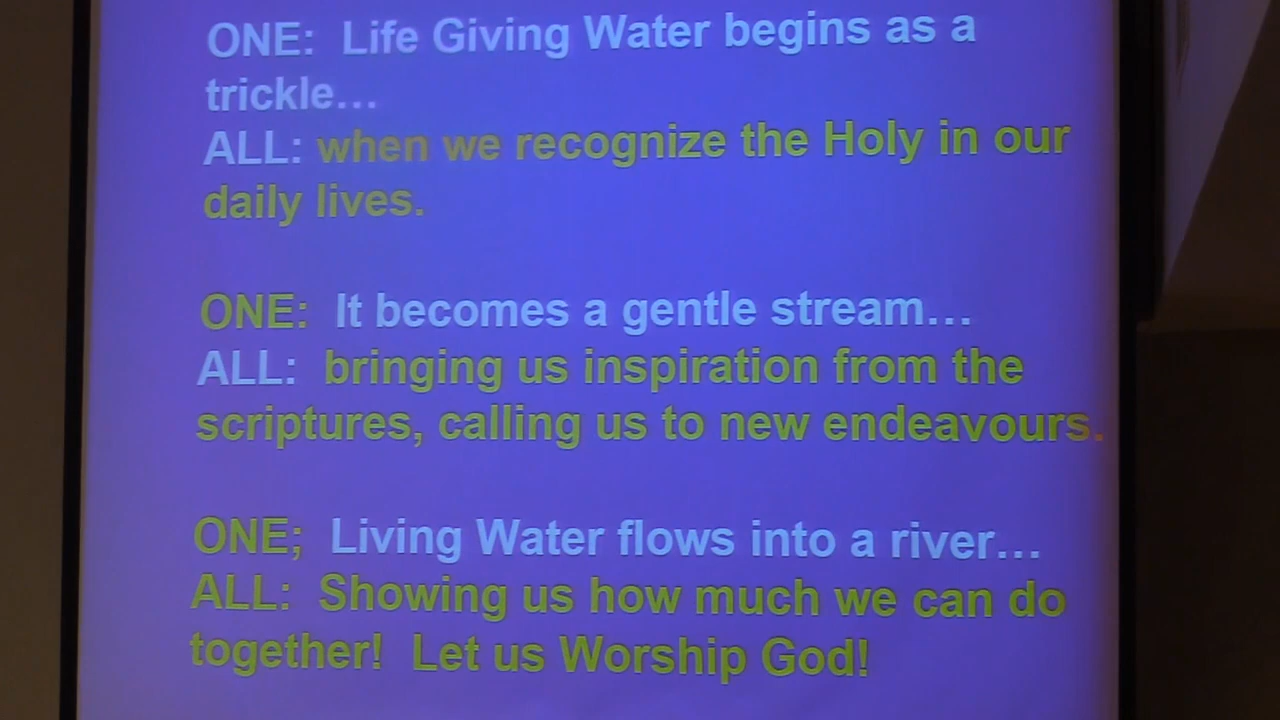 ONE:  Life Giving Water begins as a
trickle…
ALL: when we recognize the Holy in our
daily lives.
ONE:  It becomes a gentle stream…
ALL:  bringing us inspiration from the
scriptures, calling us to new endeavours.
ONE;  Living Water flows into a river…
ALL:  Showing us how much we can do
together!  Let us Worship God!